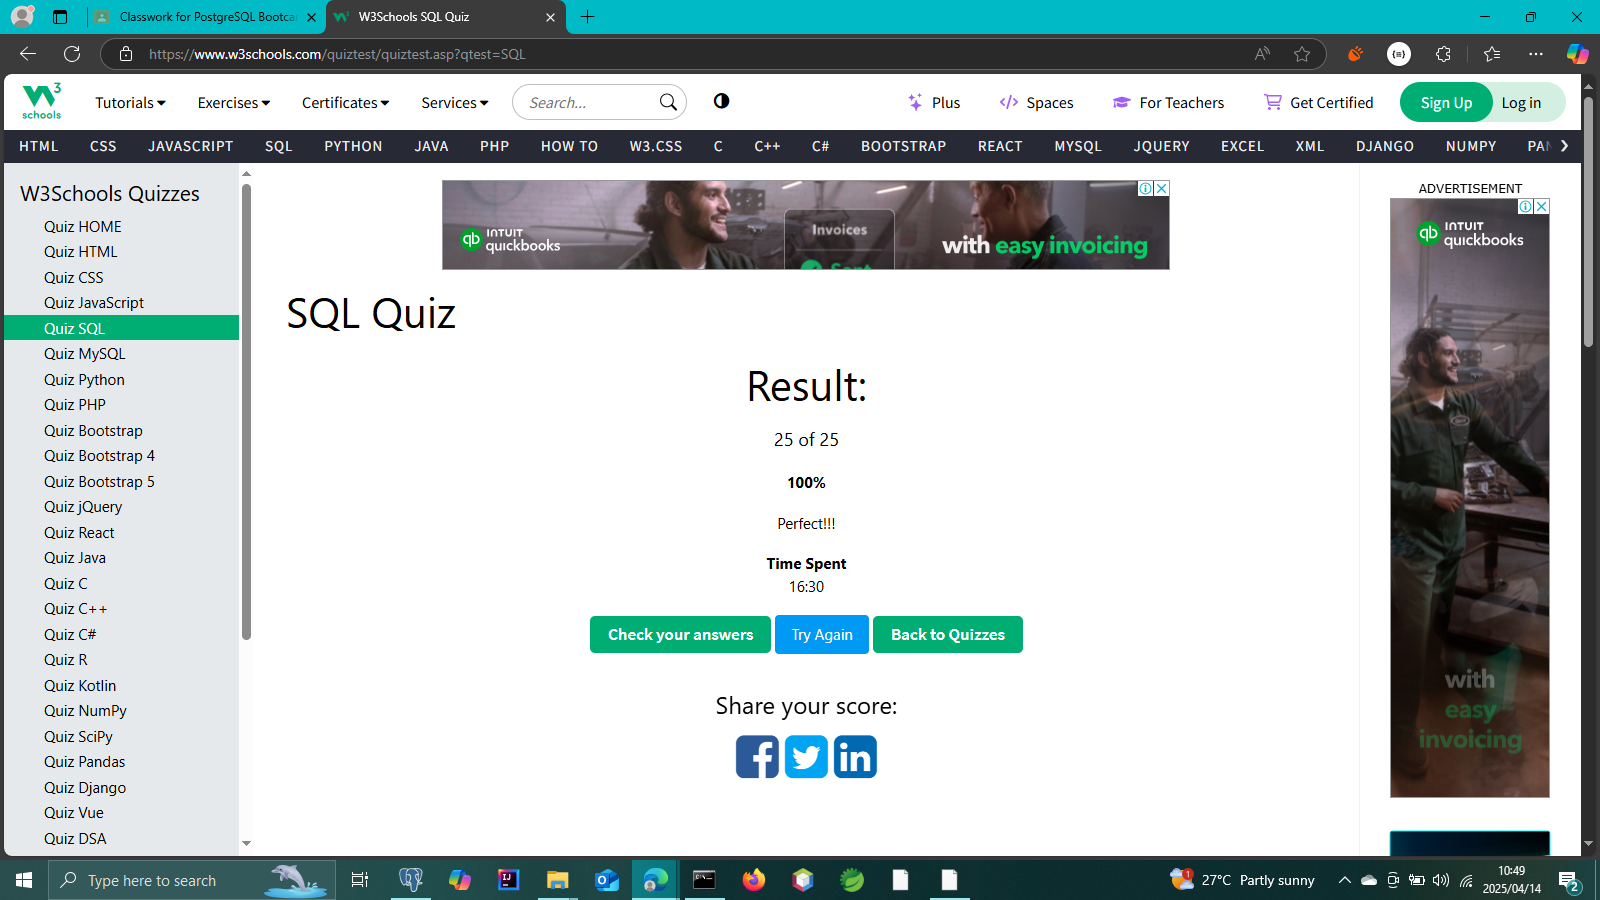 Classwork for PostgreSQL Bootca
W3Schools SQL Quiz
https://www.w3schools.com/quiztest/quiztest.asp?qtest=SQL
W3
schools
Tutorials
Exercises
Certificates
Services
Search...
Plus
Spaces
For Teachers
Get Certified
Sign Up
Log in
HTML CSS JAVASCRIPT SQL PYTHON JAVA PHP HOW TO W3.CSS C C++ C# BOOTSTRAP REACT MYSQL JQUERY EXCEL XML DJANGO NUMPY PAN
W3Schools Quizzes
Quiz HOME
Quiz HTML
Quiz CSS
Quiz JavaScript
Quiz SQL
Quiz MySQL
Quiz Python
Quiz PHP
Quiz Bootstrap
Quiz Bootstrap 4
Quiz Bootstrap 5
Quiz jQuery
Quiz React
Quiz Java
Quiz C
Quiz C++
Quiz C#
Quiz R
Quiz Kotlin
Quiz NumPy
Quiz SciPy
Quiz Pandas
Quiz Django
Quiz Vue
Quiz DSA
qb INTUIT
quickbooks
Invoices
Sent
with easy invoicing
SQL Quiz
Result:
25 of 25
100%
Perfect!!!
Time Spent
16:30
Check your answers
Try Again
Back to Quizzes
Share your score:
ADVERTISEMENT
qb INTUIT
quickbooks
with
easy
invoicing
Type here to search
27°C Partly sunny
10:49
2025/04/14
2